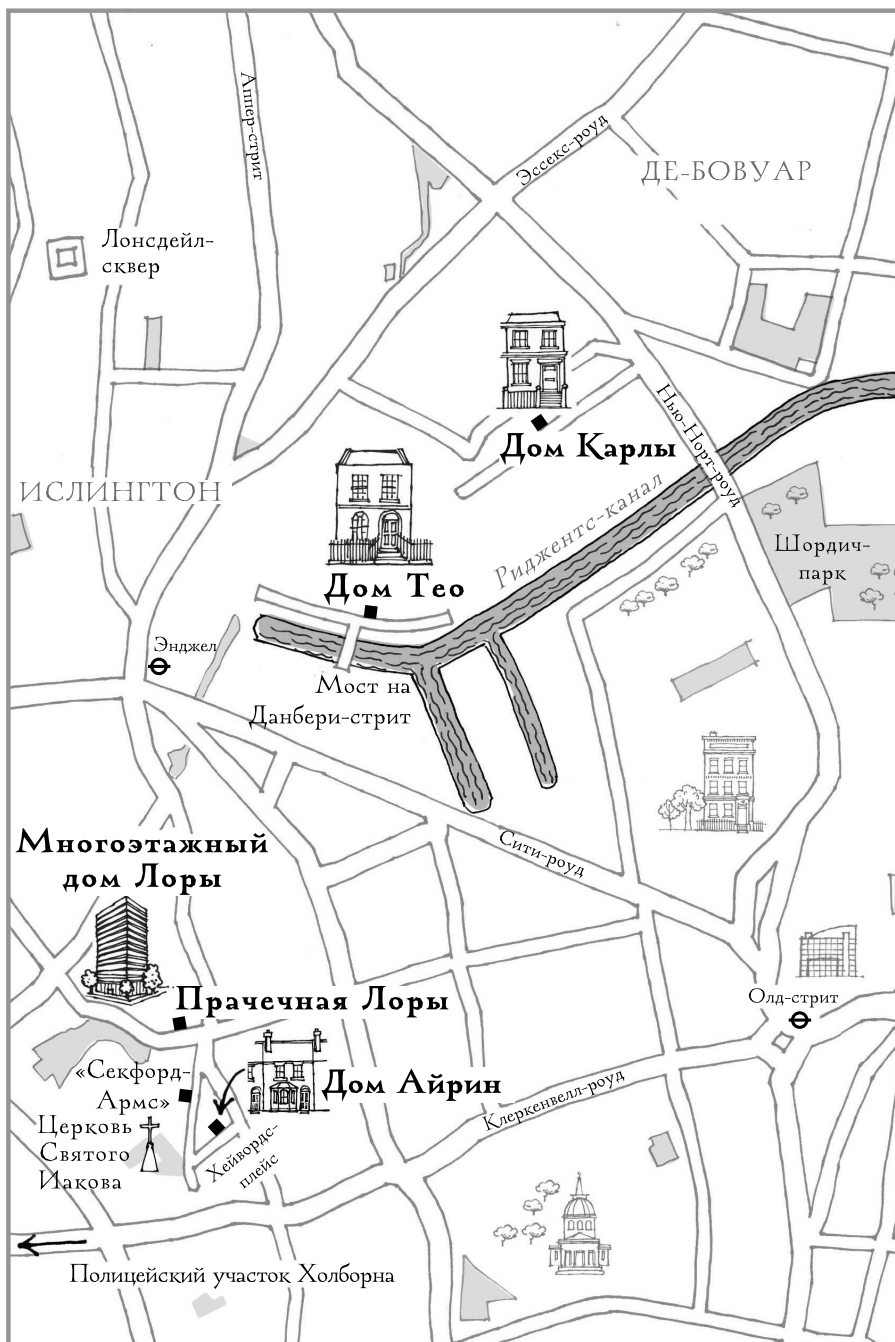 Аппер-стрит
Эссекс-роуд
ДЕ-БОВУАР
Лонсдейл-
сквер
Нью-Норт-роуд
Дом Карлы
ИСЛИНГТОН
Риджентс-канал
Шордич-
парк
Дом Тео
Энджел
Мост на
Данбери-стрит
Многоэтажный
дом Лоры
Сити-роуд
Прачечная Лоры
Олд-стрит
«Секфорд-
Армс»
Дом Айрин
Клеркенвелл-роуд
Церковь
Святого
Иакова
Хейвордс-
плейс
Полицейский участок Холборна